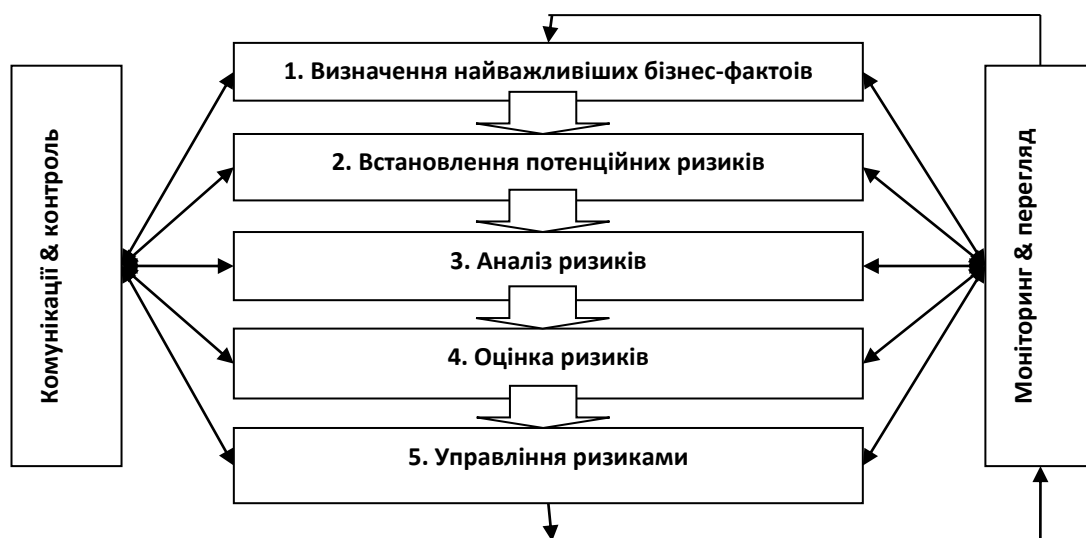 1. Визначення найважливіших бізнес-фактоів
2. Встановлення потенційних ризиків
3. Аналіз ризиків
4. Оцінка ризиків
5. Управління ризиками
Комунікації & контроль
Моніторинг & перегляд